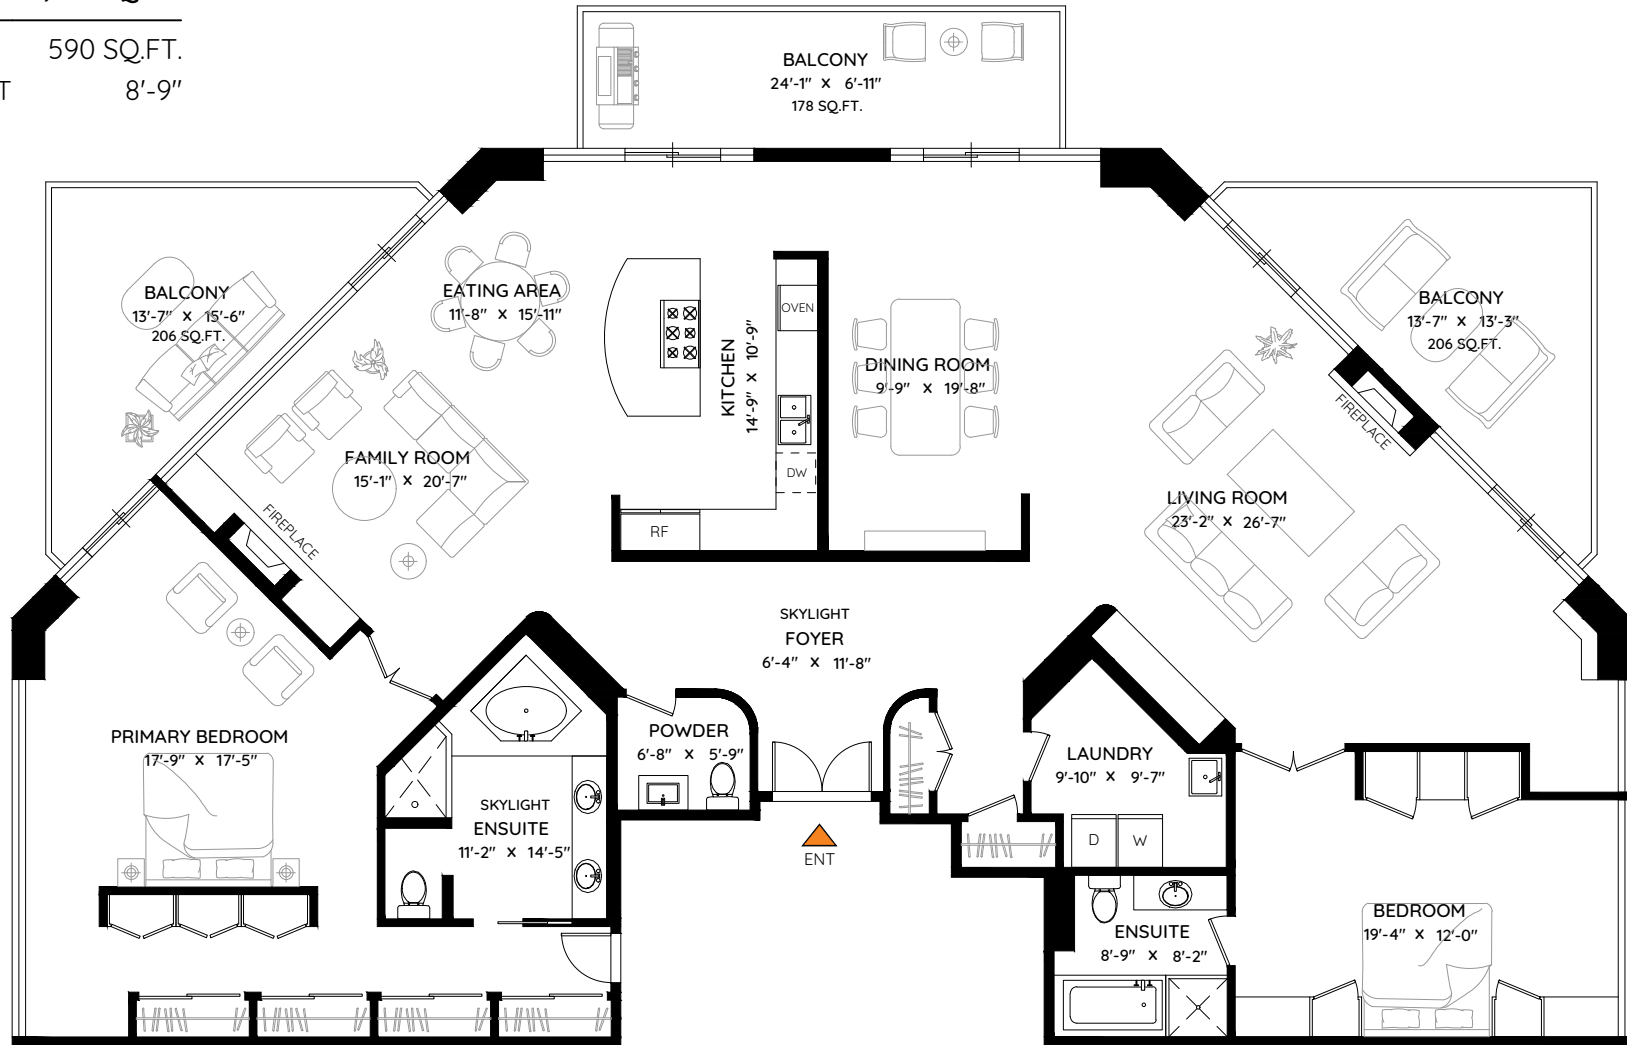 590 SQ.FT.
8'-9"
BALCONY
24'-1" X 6'-11"
178 SQ.FT.
BALCONY
13'-7" X 15'-6"
206 SQ.FT.
EATING AREA
11'-8" X 15'-11"
KITCHEN
14'-9" X 10'-9"
OVEN
DW
RF
DINING ROOM
9'-9" X 19'-8"
BALCONY
13'-7" X 13'-3"
206 SQ.FT.
FIREPLACE
FAMILY ROOM
15'-1" X 20'-7"
FIREPLACE
LIVING ROOM
23'-2" X 26'-7"
SKYLIGHT
FOYER
6'-4" X 11'-8"
PRIMARY BEDROOM
17'-9" X 17'-5"
POWDER
6'-8" X 5'-9"
LAUNDRY
9'-10" X 9'-7"
SKYLIGHT
ENSUITE
11'-2" X 14'-5"
D
W
ENT
ENSUITE
8'-9" X 8'-2"
BEDROOM
19'-4" X 12'-0"